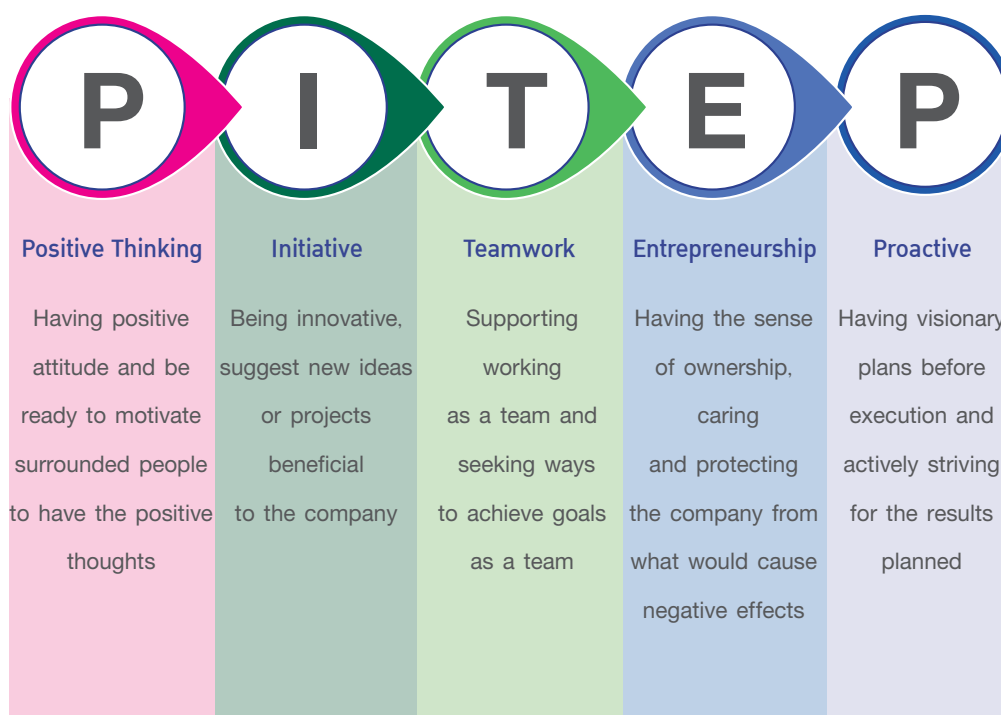 P
Positive Thinking
Having positive
attitude and be
ready to motivate
surrounded people
to have the positive
thoughts
I
Initiative
Being innovative,
suggest new ideas
or projects
beneficial
to the company
T
Teamwork
Supporting
working
as a team and
seeking ways
to achieve goals
as a team
E
Entrepreneurship
Having the sense
of ownership,
caring
and protecting
the company from
what would cause
negative effects
P
Proactive
Having visionary
plans before
execution and
actively striving
for the results
planned